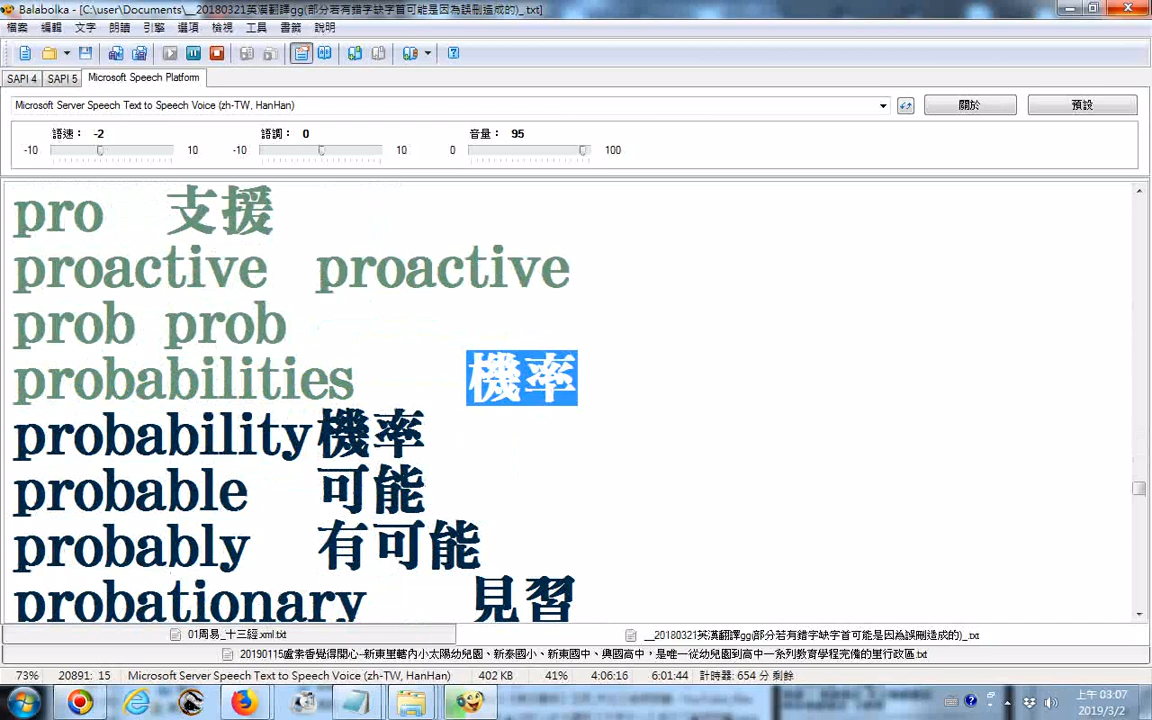 Balabolka - [C:\user\Documents\__20180321英漢翻譯gg(部分若有錯字缺字首可能是因為誤刪造成的)_.txt]
檔案 編輯 文字 朗讀 引擎 選項 檢視 工具 書籤 說明
SAPI 4 SAPI 5 Microsoft Speech Platform
Microsoft Server Speech Text to Speech Voice (zh-TW, HanHan) 關於 預設
語速： -2 語調： 0 音量： 95
-10 10 -10 10 0 100
pro 支援
proactive proactive
prob prob
probabilities 機率
probability機率
probable 可能
probably 有可能
probationary 見習
01周易_十三經.xml.txt __20180321英漢翻譯gg(部分若有錯字缺字首可能是因為誤刪造成的)_.txt
20190115盧素香覺得開心--新東里轄內小太陽幼兒園、新泰國小、新東國中、興國高中，是唯一從幼兒園到高中一系列教育學程完備的里行政區.txt
73% 20891: 15 Microsoft Server Speech Text to Speech Voice (zh-TW, HanHan) 402 KB 41% 4:06:16 6:01:44 計時器: 654 分 剩餘
上午 03:07
2019/3/2